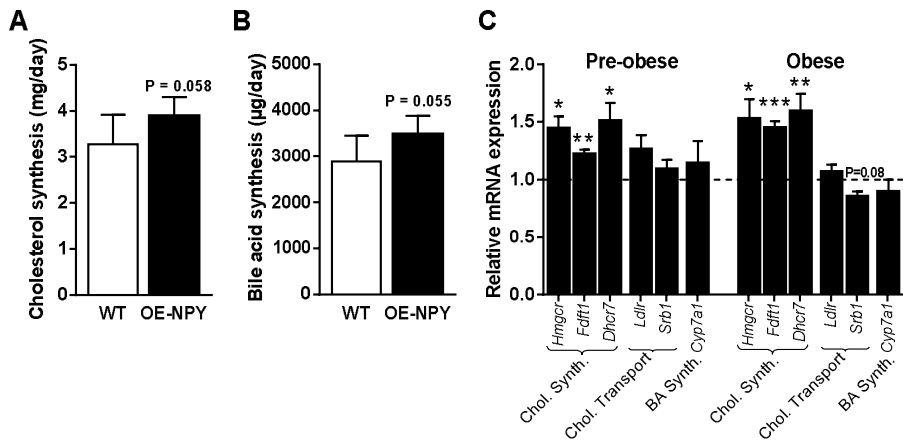 A
Cholesterol synthesis (mg/day)
5
4
3
2
1
0
P = 0.058
WT OE-NPY
B
Bile acid synthesis (µg/day)
5000
4000
3000
2000
1000
0
P = 0.055
WT OE-NPY
C
Relative mRNA expression
2.0
1.5
1.0
0.5
0.0
Pre-obese Obese
* ** * * *** **
P=0.08
Hmgcr Fdft1 Dhcr7 Ldlr Srb1 Cyp7a1 Hmgcr Fdft1 Dhcr7 Ldlr Srb1 Cyp7a1
Chol. Synth. Chol. Transport BA Synth. Chol. Synth. Chol. Transport BA Synth.